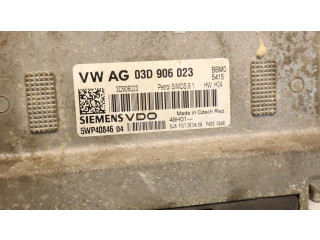 VW AG 03D 906 023
BBM0
5415
3D906023
Petrol SIMOS 9.1
HW: H04
SIEMENS VDO
Made in Czech Rep.
5WP40846 04
4BH01---